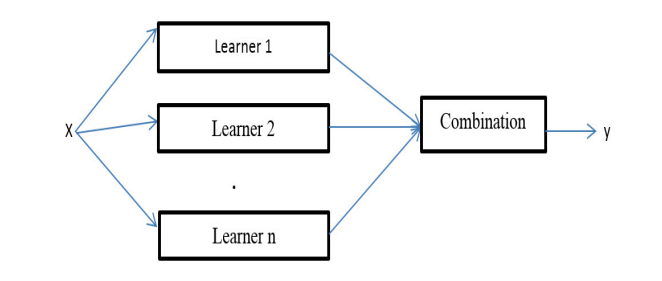 Learner 1
X
Learner 2
Combination
y
.
Learner n